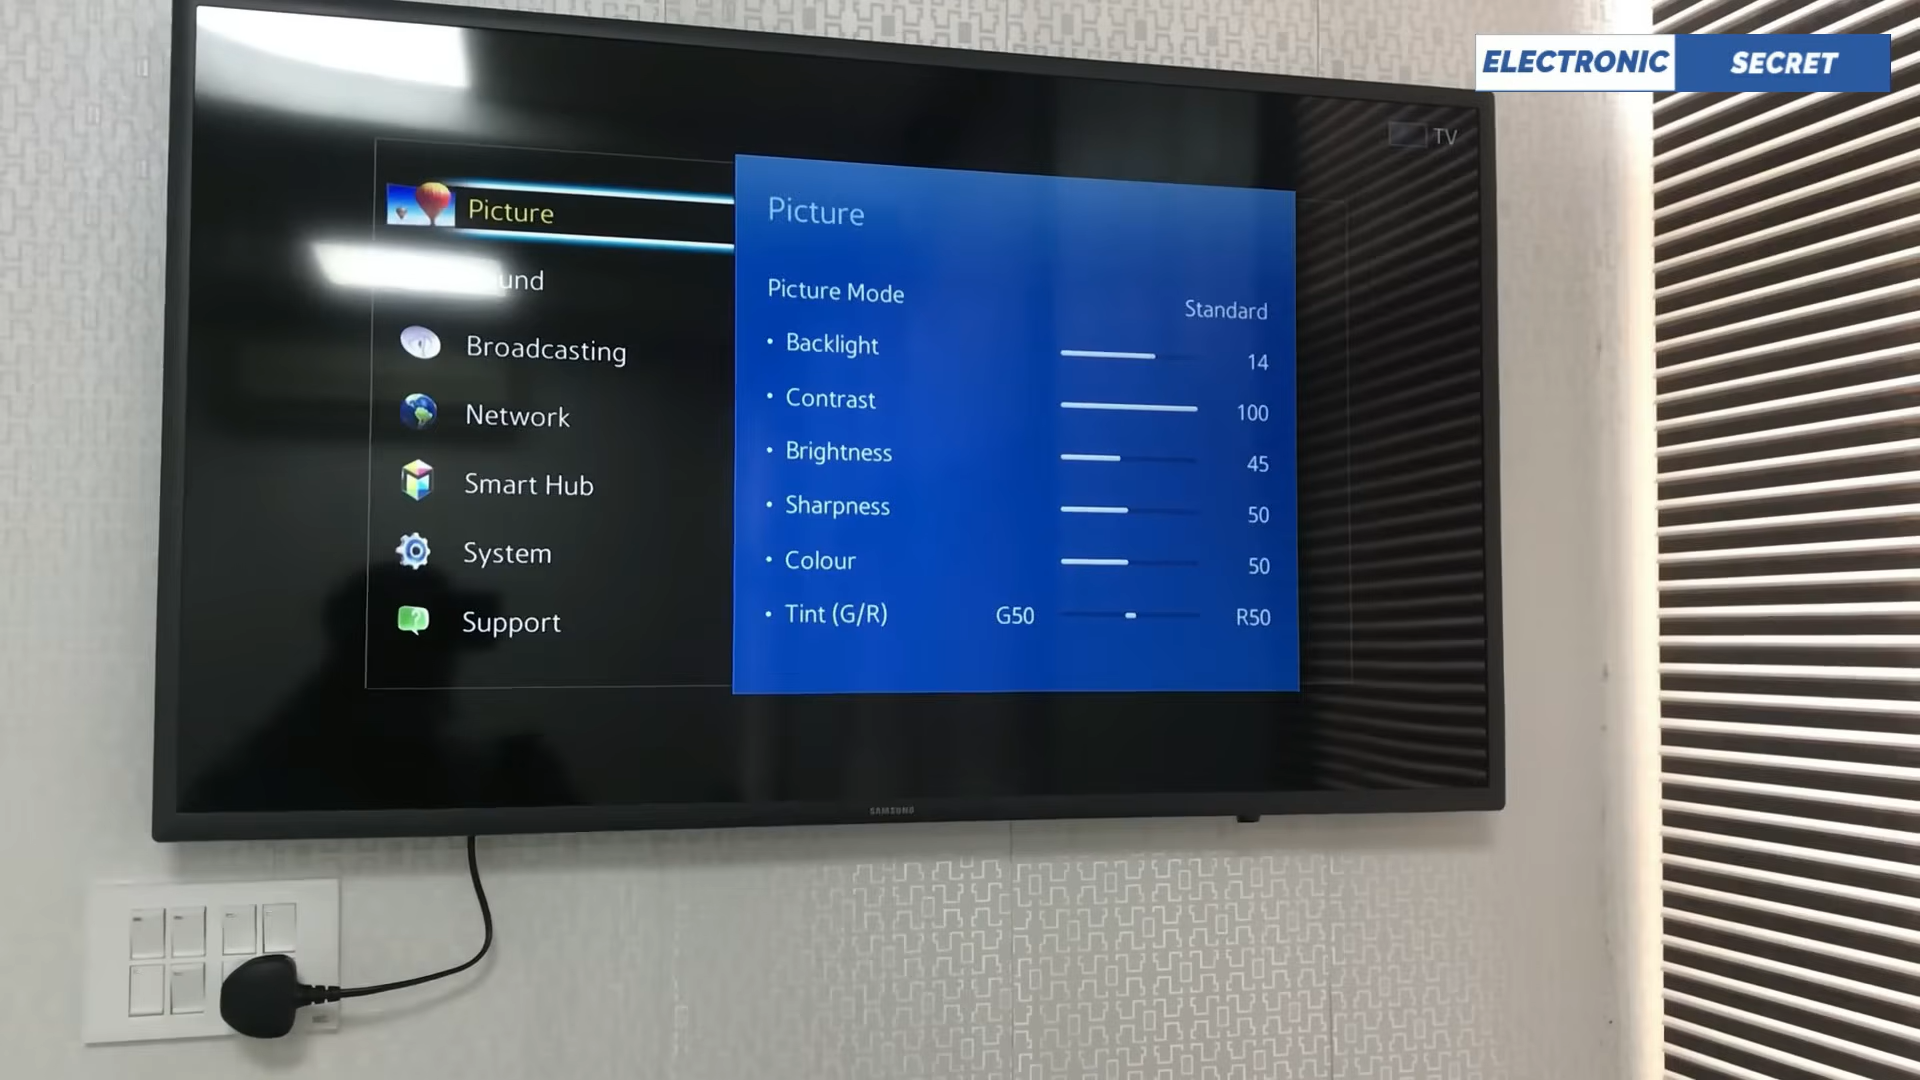 ELECTRONIC SECRET
TV
Picture
und
Broadcasting
Network
Smart Hub
System
Support
Picture
Picture Mode Standard
• Backlight 14
• Contrast 100
• Brightness 45
• Sharpness 50
• Colour 50
• Tint (G/R) G50 R50
SAMSUNG